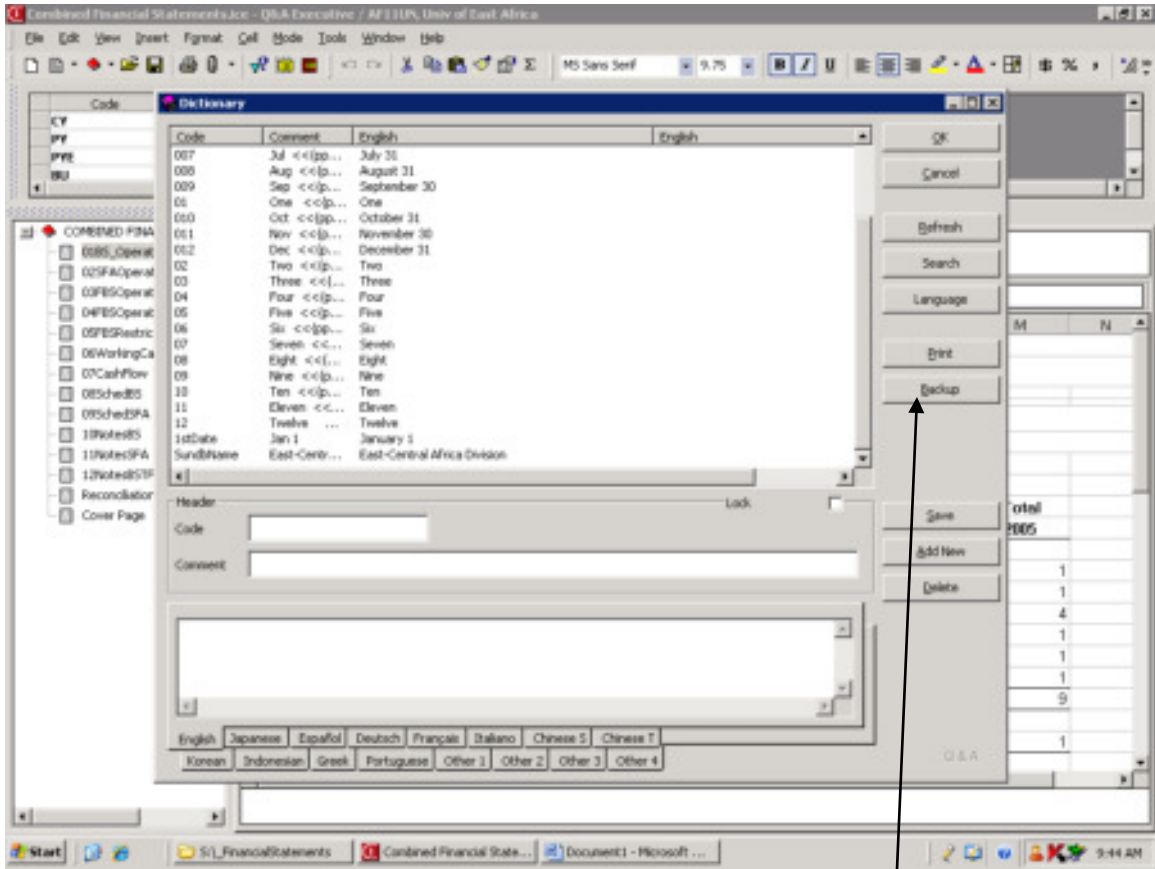 Combined Financial Statements.ice - Q&A Executive / AF11UN, Univ of East Africa
File Edit View Insert Format Cell Mode Tools Window Help
MS Sans Serif 9.75 B I U
Code
CY
PY
PYE
BU
Dictionary
Code Comment English English
007 Jul <<(pp... July 31
008 Aug <<(p... August 31
009 Sep <<(p... September 30
01 One <<(p... One
010 Oct <<(pp... October 31
011 Nov <<(p... November 30
012 Dec <<(p... December 31
02 Two <<(p... Two
03 Three <<(... Three
04 Four <<(p... Four
05 Five <<(p... Five
06 Six <<(pp... Six
07 Seven <<... Seven
08 Eight <<(... Eight
09 Nine <<(p... Nine
10 Ten <<(p... Ten
11 Eleven <<... Eleven
12 Twelve ... Twelve
1stDate Jan 1 January 1
SundbName East-Centr... East-Central Africa Division
OK
Cancel
Refresh
Search
Language
Print
Backup
Header
Lock
Code
Comment
Save
Add New
Delete
English Japanese Español Deutsch Français Italiano Chinese S Chinese T
Korean Indonesian Greek Portuguese Other 1 Other 2 Other 3 Other 4
Q&A
COMBINED FINA
01BS_Operat
02SFAOperat
03FBSOperat
04FBSOperat
05FBSRestric
06WorkingCa
07CashFlow
08SchedBS
09SchedSFA
10NotesBS
11NotesSFA
12NotesBSTF
Reconciliation
Cover Page
M N
Total
2005
1
1
4
1
1
1
9
1
Start S:\_FinancialStatements Combined Financial State... Document1 - Microsoft ... 9:44 AM